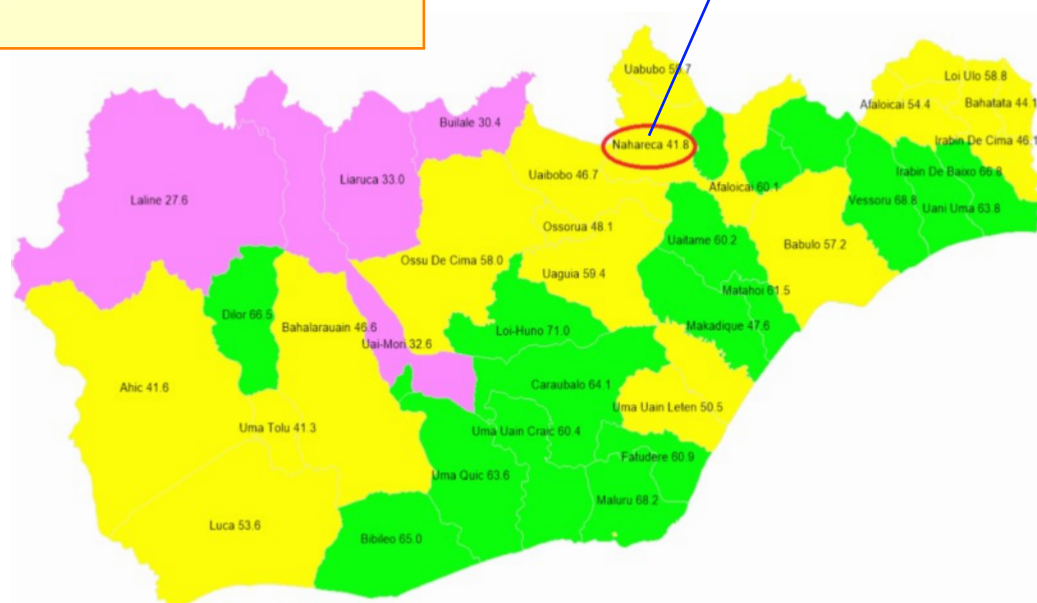 Uabubo 59.7
Loi Ulo 58.8
Afaloicai 54.4
Bahatata 44.1
Builale 30.4
Nahareca 41.8
Irabin De Cima 46.1
Liaruca 33.0
Uaibobo 46.7
Irabin De Baixo 66.8
Laline 27.6
Afaloicai 60.1
Vessoru 68.8
Uani Uma 63.8
Ossorua 48.1
Uaitame 60.2
Babulo 57.2
Ossu De Cima 58.0
Uaguia 59.4
Matahoi 61.5
Dilor 66.5
Bahalarauain 46.6
Loi-Huno 71.0
Makadique 47.6
Uai-Mori 32.6
Ahic 41.6
Caraubalo 64.1
Uma Uain Leten 50.5
Uma Tolu 41.3
Uma Uain Craic 60.4
Fatudere 60.9
Uma Quic 63.6
Maluru 68.2
Luca 53.6
Bibileo 65.0